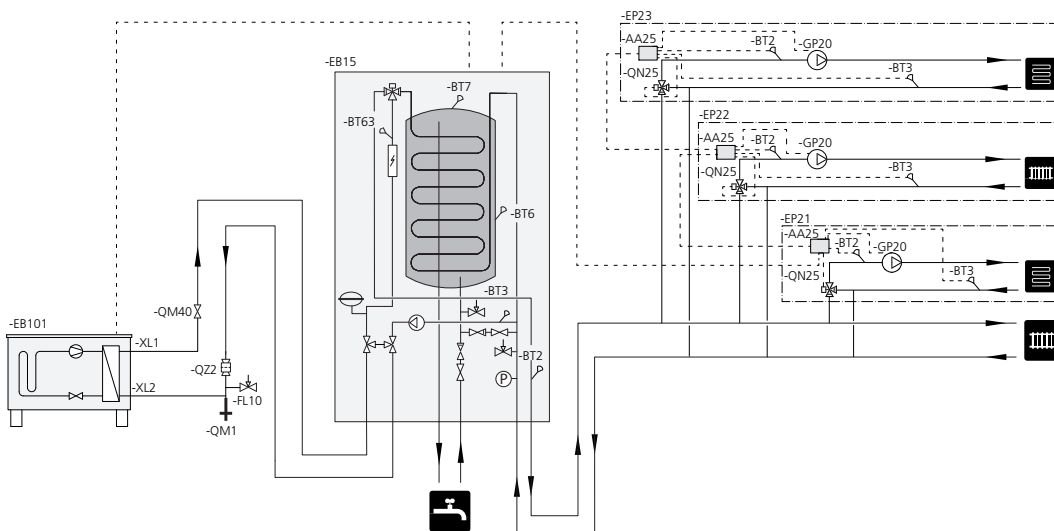 -EP23
-AA25
-BT2
-GP20
-QN25
-BT3
-EB15
-BT7
-BT63
-EP22
-AA25
-BT2
-GP20
-QN25
-BT3
-BT6
-EP21
-AA25
-BT2
-GP20
-QN25
-BT3
-BT3
-QM40
-EB101
-XL1
-BT2
-QZ2
P
-XL2
-FL10
-QM1